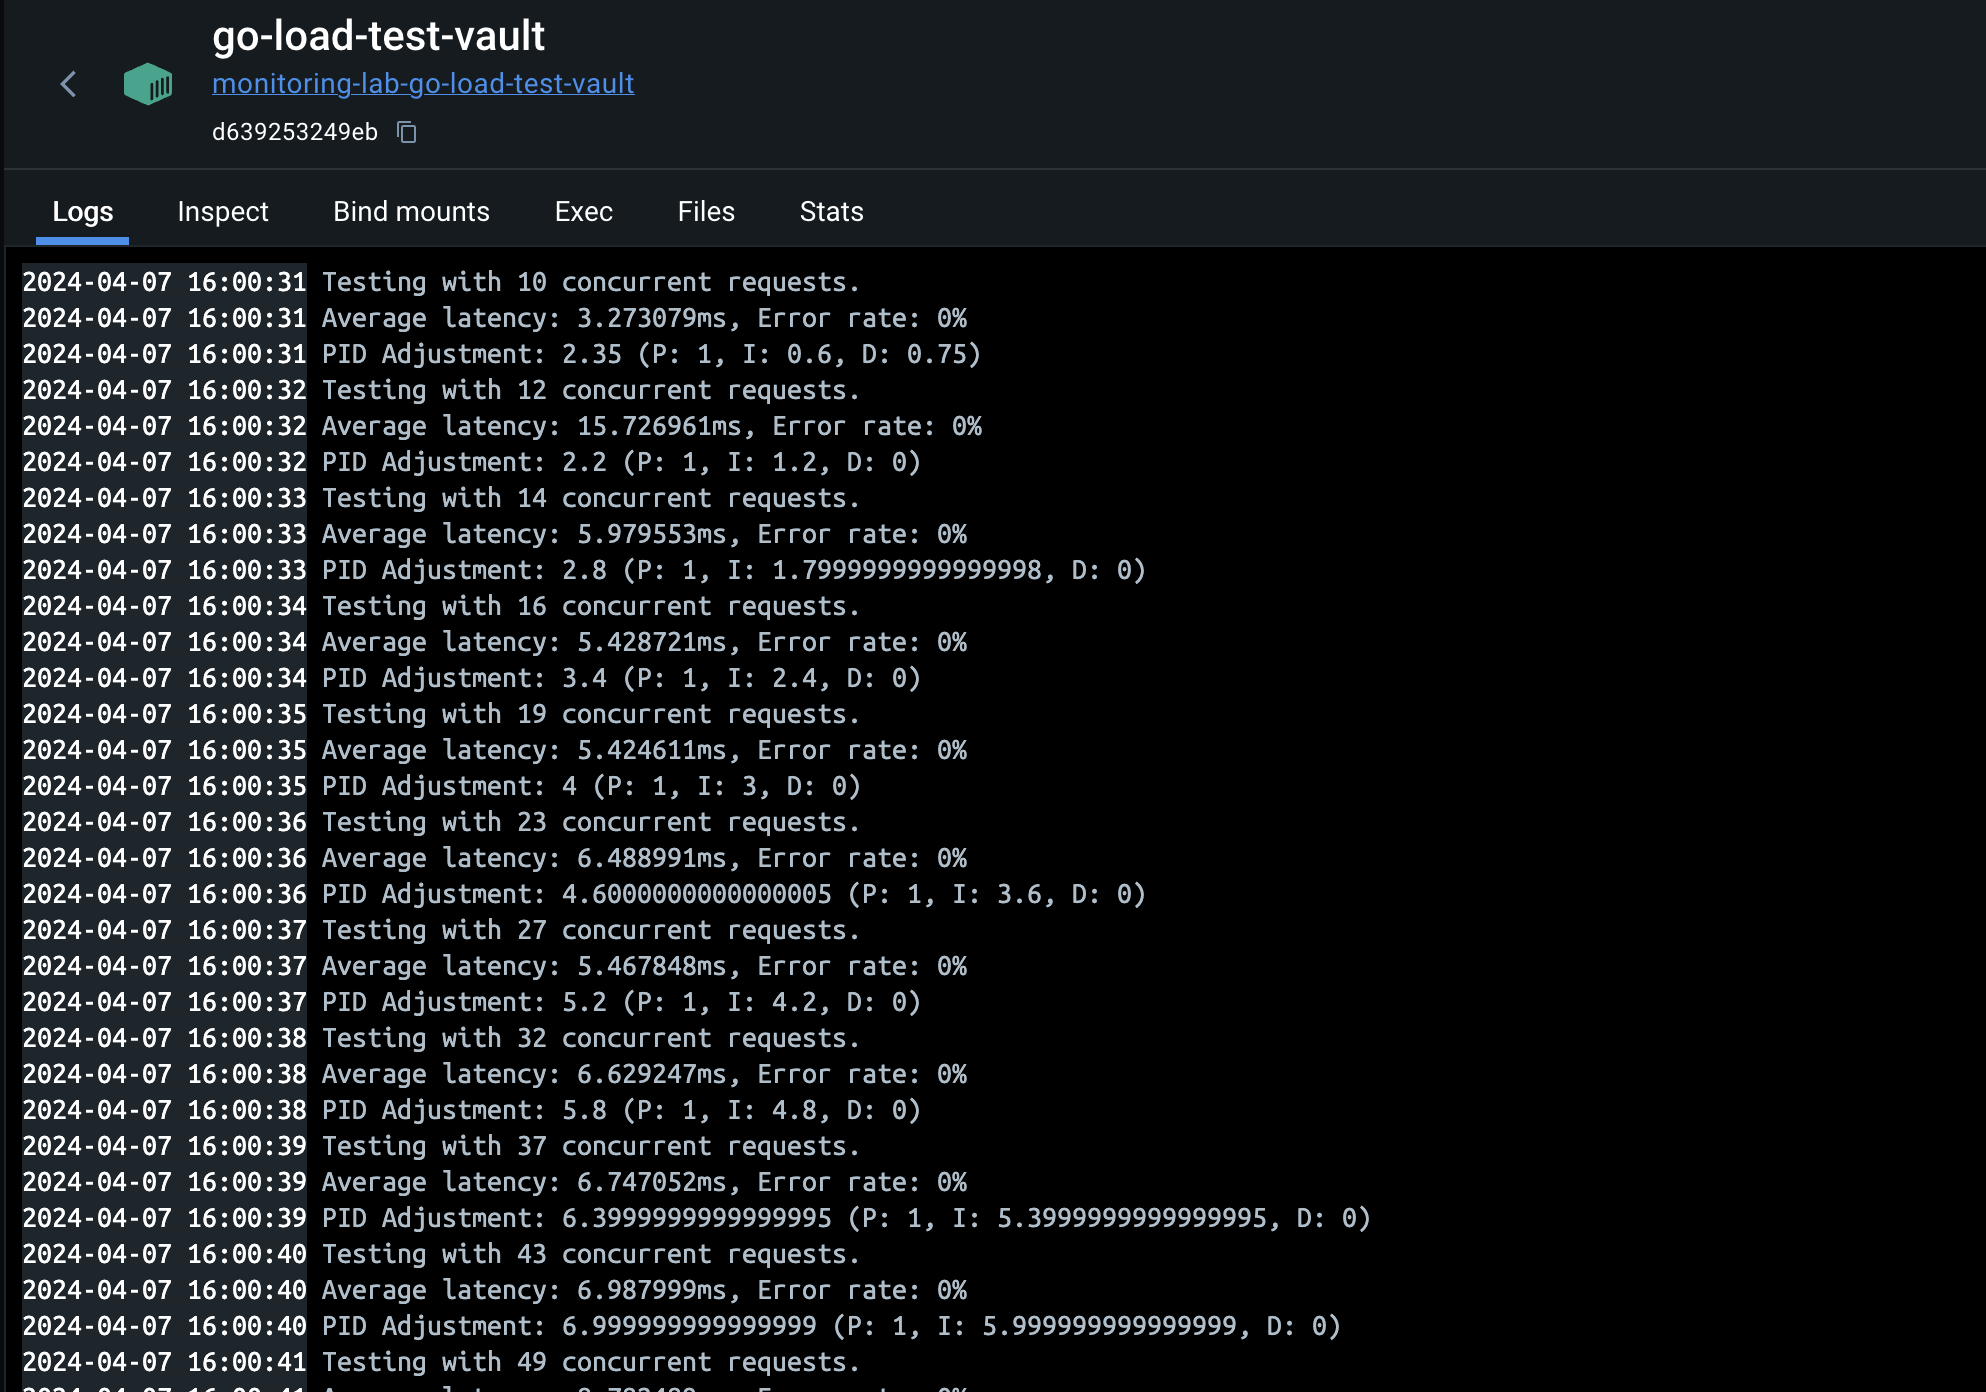 go-load-test-vault
monitoring-lab-go-load-test-vault
d639253249eb
Logs Inspect Bind mounts Exec Files Stats
2024-04-07 16:00:31 Testing with 10 concurrent requests.
2024-04-07 16:00:31 Average latency: 3.273079ms, Error rate: 0%
2024-04-07 16:00:31 PID Adjustment: 2.35 (P: 1, I: 0.6, D: 0.75)
2024-04-07 16:00:32 Testing with 12 concurrent requests.
2024-04-07 16:00:32 Average latency: 15.726961ms, Error rate: 0%
2024-04-07 16:00:32 PID Adjustment: 2.2 (P: 1, I: 1.2, D: 0)
2024-04-07 16:00:33 Testing with 14 concurrent requests.
2024-04-07 16:00:33 Average latency: 5.979553ms, Error rate: 0%
2024-04-07 16:00:33 PID Adjustment: 2.8 (P: 1, I: 1.7999999999999998, D: 0)
2024-04-07 16:00:34 Testing with 16 concurrent requests.
2024-04-07 16:00:34 Average latency: 5.428721ms, Error rate: 0%
2024-04-07 16:00:34 PID Adjustment: 3.4 (P: 1, I: 2.4, D: 0)
2024-04-07 16:00:35 Testing with 19 concurrent requests.
2024-04-07 16:00:35 Average latency: 5.424611ms, Error rate: 0%
2024-04-07 16:00:35 PID Adjustment: 4 (P: 1, I: 3, D: 0)
2024-04-07 16:00:36 Testing with 23 concurrent requests.
2024-04-07 16:00:36 Average latency: 6.488991ms, Error rate: 0%
2024-04-07 16:00:36 PID Adjustment: 4.6000000000000005 (P: 1, I: 3.6, D: 0)
2024-04-07 16:00:37 Testing with 27 concurrent requests.
2024-04-07 16:00:37 Average latency: 5.467848ms, Error rate: 0%
2024-04-07 16:00:37 PID Adjustment: 5.2 (P: 1, I: 4.2, D: 0)
2024-04-07 16:00:38 Testing with 32 concurrent requests.
2024-04-07 16:00:38 Average latency: 6.629247ms, Error rate: 0%
2024-04-07 16:00:38 PID Adjustment: 5.8 (P: 1, I: 4.8, D: 0)
2024-04-07 16:00:39 Testing with 37 concurrent requests.
2024-04-07 16:00:39 Average latency: 6.747052ms, Error rate: 0%
2024-04-07 16:00:39 PID Adjustment: 6.3999999999999995 (P: 1, I: 5.3999999999999995, D: 0)
2024-04-07 16:00:40 Testing with 43 concurrent requests.
2024-04-07 16:00:40 Average latency: 6.987999ms, Error rate: 0%
2024-04-07 16:00:40 PID Adjustment: 6.999999999999999 (P: 1, I: 5.999999999999999, D: 0)
2024-04-07 16:00:41 Testing with 49 concurrent requests.